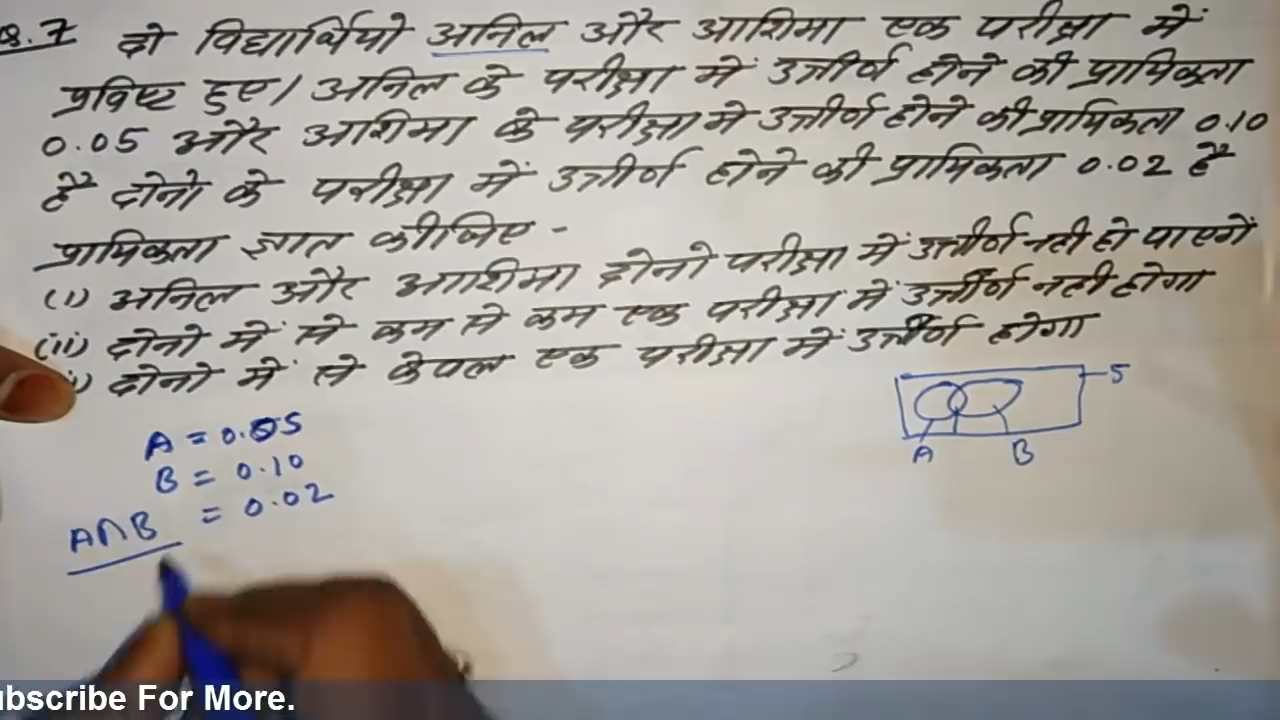 Q.7 दो विद्यार्थियो अनिल और आशिमा एक परीक्षा में
प्रविष्ट हुए। अनिल के परीक्षा में उत्तीर्ण होने की प्रायिकता
0.05 और आशिमा के परीक्षा मे उत्तीर्ण होने की प्रायिकता 0.10
है दोनो के परीक्षा में उत्तीर्ण होने की प्रायिकता 0.02 है
प्रायिकता ज्ञात कीजिए -
(i) अनिल और आशिमा दोनो परीक्षा में उत्तीर्ण नही हो पाएगें
(ii) दोनो में से कम से कम एक परीक्षा में उत्तीर्ण नही होगा
i) दोनो में से केवल एक परीक्षा में उत्तीर्ण होगा
S
A B
A = 0.05
B = 0.10
A∩B = 0.02
ubscribe For More.